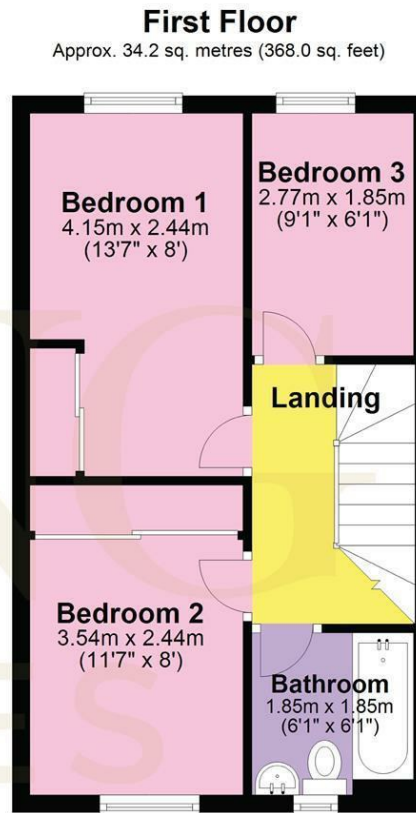 First Floor
Approx. 34.2 sq. metres (368.0 sq. feet)
Bedroom 1
4.15m x 2.44m
(13'7" x 8')
Bedroom 3
2.77m x 1.85m
(9'1" x 6'1")
Landing
Bedroom 2
3.54m x 2.44m
(11'7" x 8')
Bathroom
1.85m x 1.85m
(6'1" x 6'1")